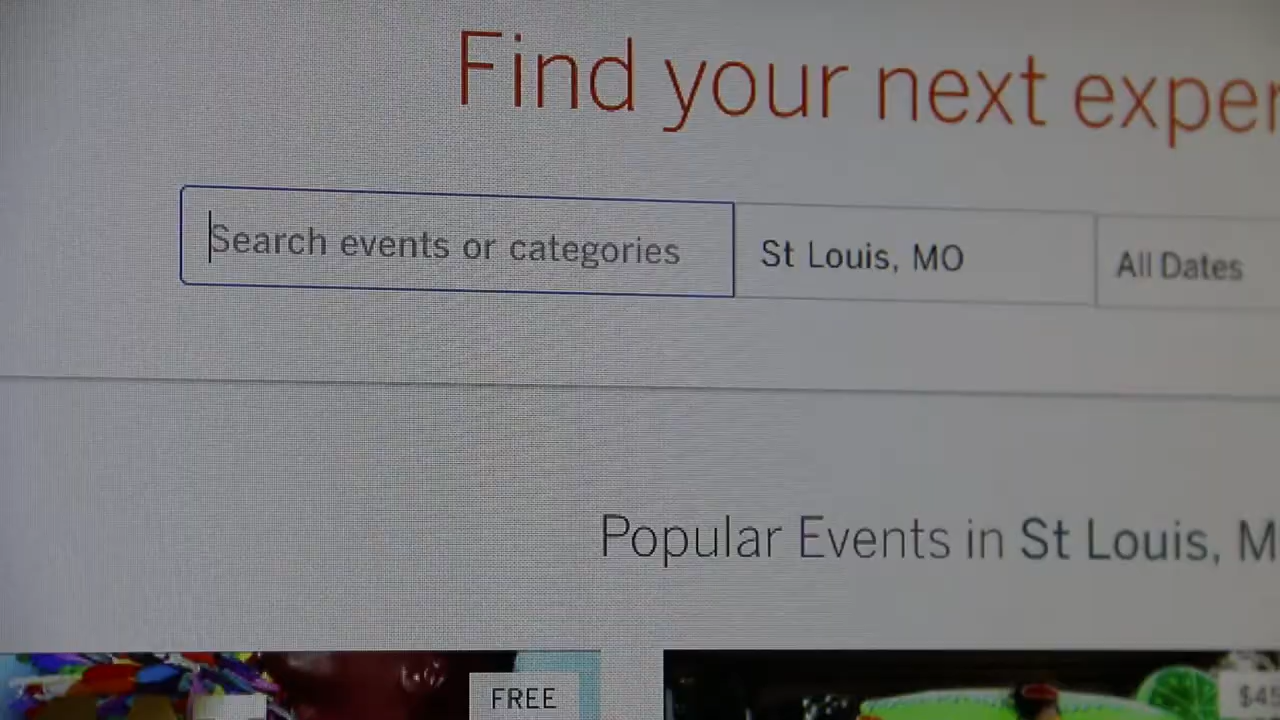 Find your next exper
Search events or categories
St Louis, MO
All Dates
Popular Events in St Louis, M
FREE